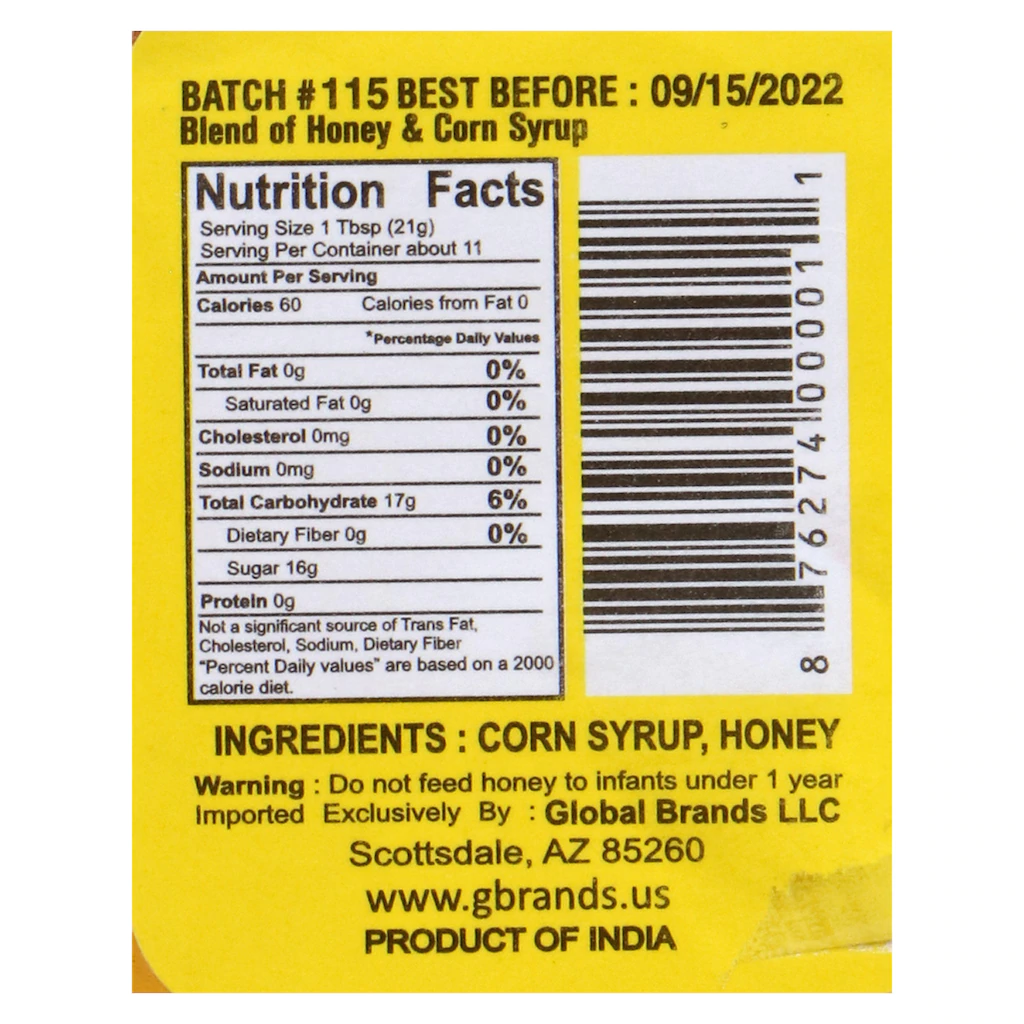 BATCH #115 BEST BEFORE : 09/15/2022
Blend of Honey & Corn Syrup
Nutrition Facts
Serving Size 1 Tbsp (21g)
Serving Per Container about 11
Amount Per Serving
Calories 60 Calories from Fat 0
*Percentage Daily Values
Total Fat 0g 0%
Saturated Fat 0g 0%
Cholesterol 0mg 0%
Sodium 0mg 0%
Total Carbohydrate 17g 6%
Dietary Fiber 0g 0%
Sugar 16g
Protein 0g
Not a significant source of Trans Fat,
Cholesterol, Sodium, Dietary Fiber
"Percent Daily values" are based on a 2000
calorie diet.
8 76274 00001 1
INGREDIENTS : CORN SYRUP, HONEY
Warning : Do not feed honey to infants under 1 year
Imported Exclusively By : Global Brands LLC
Scottsdale, AZ 85260
www.gbrands.us
PRODUCT OF INDIA